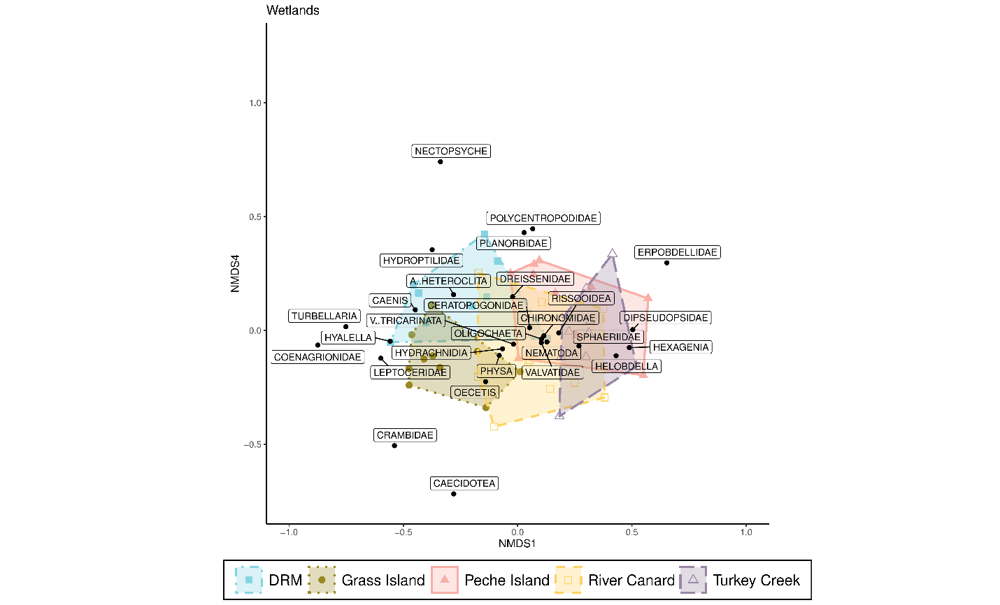 Wetlands
1.0
NECTOPSYCHE
0.5
POLYCENTROPODIDAE
PLANORBIDAE
ERPOBDELLIDAE
HYDROPTILIDAE
NMDS4
A..HETEROCLITA
DREISSENIDAE
CAENIS
CERATOPOGONIDAE
RISSOOIDEA
TURBELLARIA
V..TRICARINATA
CHIRONOMIDAE
DIPSEUDOPSIDAE
0.0
HYALELLA
OLIGOCHAETA
SPHAERIIDAE
HEXAGENIA
COENAGRIONIDAE
HYDRACHNIDIA
NEMATODA
HELOBDELLA
LEPTOCERIDAE
PHYSA
VALVATIDAE
OECETIS
CRAMBIDAE
−0.5
CAECIDOTEA
−1.0
−0.5
0.0
0.5
1.0
NMDS1
DRM
Grass Island
Peche Island
River Canard
Turkey Creek